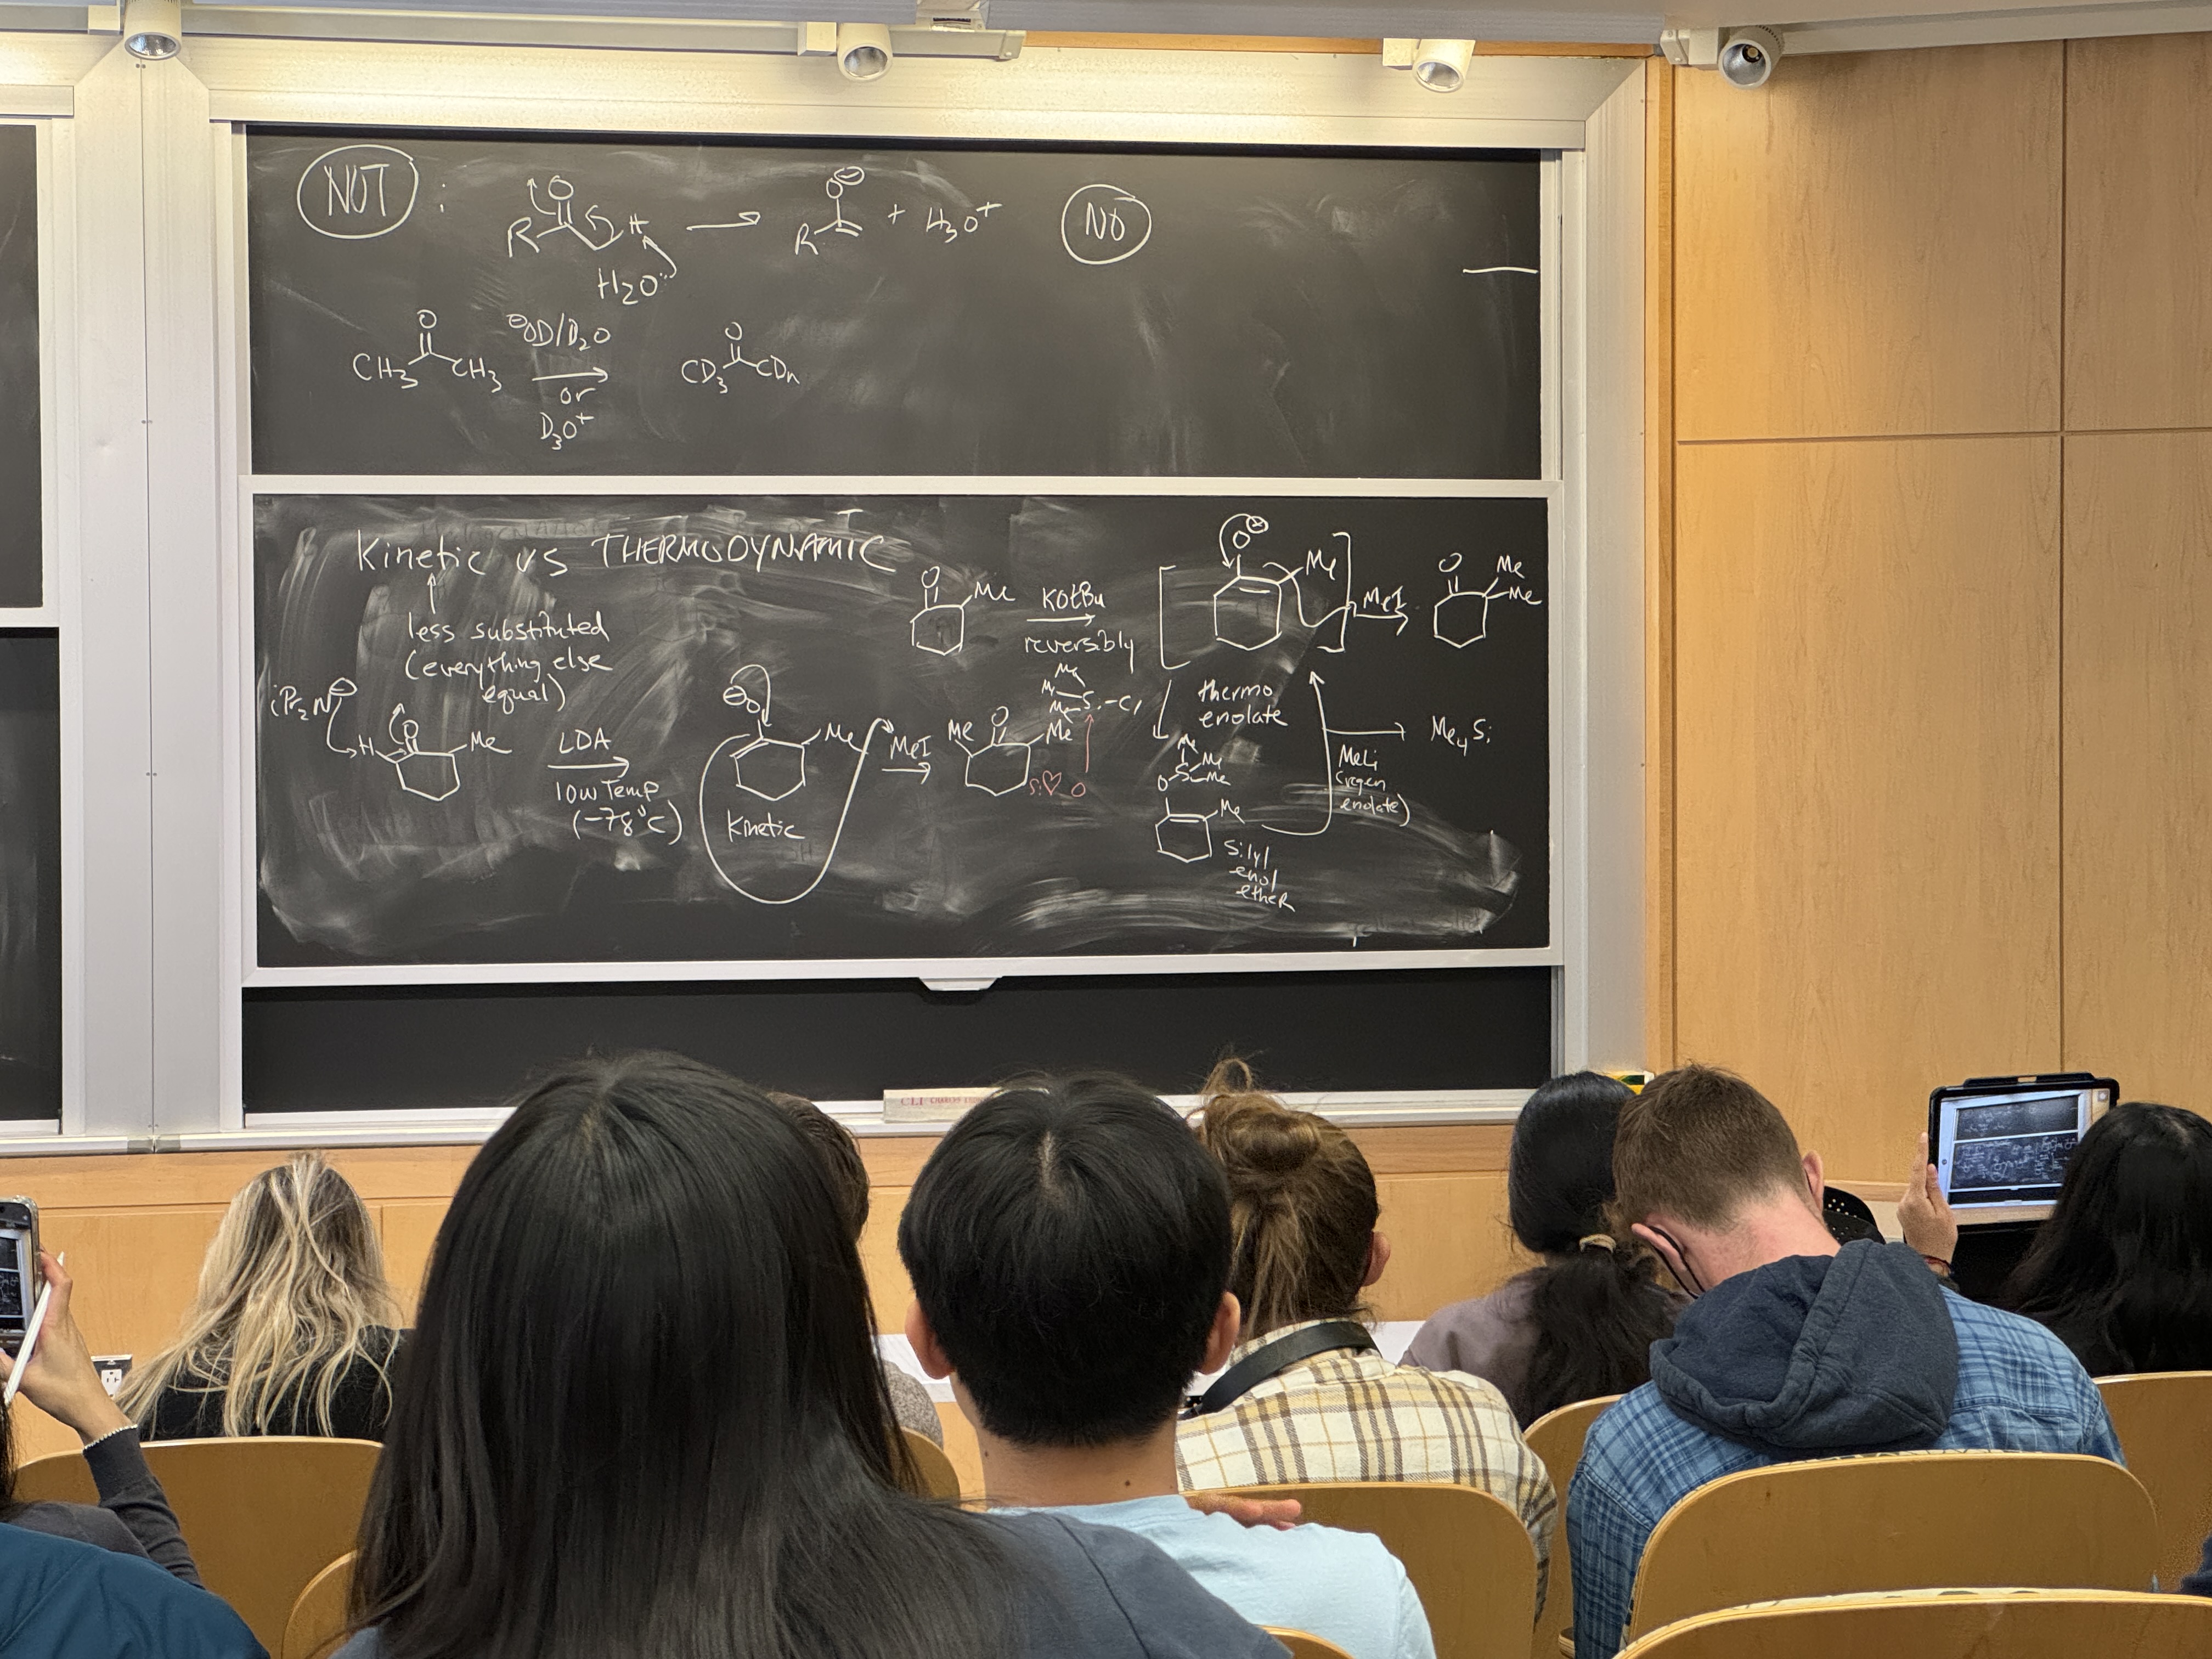 NOT :
O
R
H
H2O:
O⊖
R
+ H3O+
NO
O
CH3 CH3
⊖OD/D2O
or
D3O+
O
CD3 CDn
Kinetic vs THERMODYNAMIC
less substituted
(everything else
equal)
iPr2N⊖
H
O
Me
LDA
low Temp
(-78°C)
⊖O
Me
Kinetic
MeI
Me
O
Me
Si♡O
O
Me
KOtBu
reversibly
Me
Me
Me
Si-Cl
O⊖
Me
thermo
enolate
MeI
O
Me
Me
Me
O Si Me
Me
Me
Silyl
enol
etheR
MeLi
(regen
enolate)
Me4Si